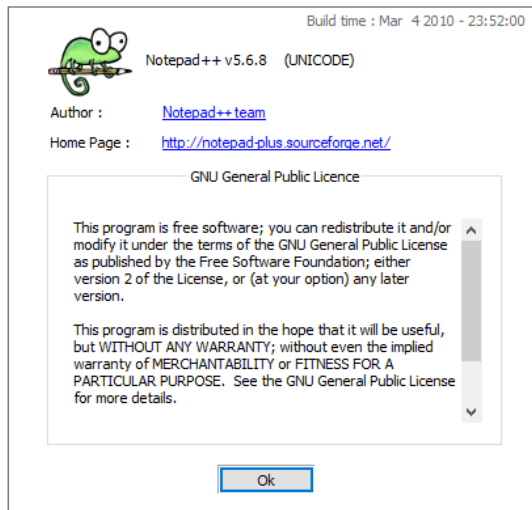 Build time : Mar  4 2010 - 23:52:00
Notepad++ v5.6.8   (UNICODE)
Author :   Notepad++ team
Home Page :   http://notepad-plus.sourceforge.net/
GNU General Public Licence
This program is free software; you can redistribute it and/or
modify it under the terms of the GNU General Public License
as published by the Free Software Foundation; either
version 2 of the License, or (at your option) any later
version.
This program is distributed in the hope that it will be useful,
but WITHOUT ANY WARRANTY; without even the implied
warranty of MERCHANTABILITY or FITNESS FOR A
PARTICULAR PURPOSE.  See the GNU General Public License
for more details.
Ok